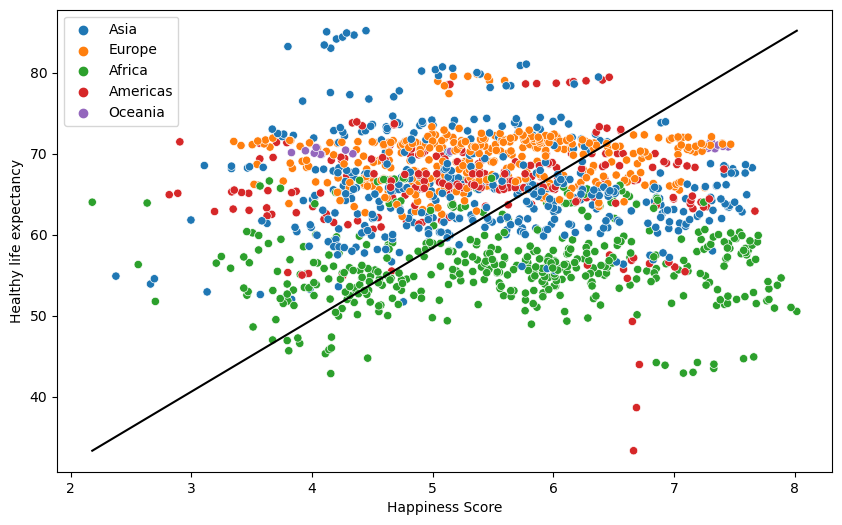 Asia
Europe
Africa
Americas
Oceania
Healthy life expectancy
80
70
60
50
40
2 3 4 5 6 7 8
Happiness Score